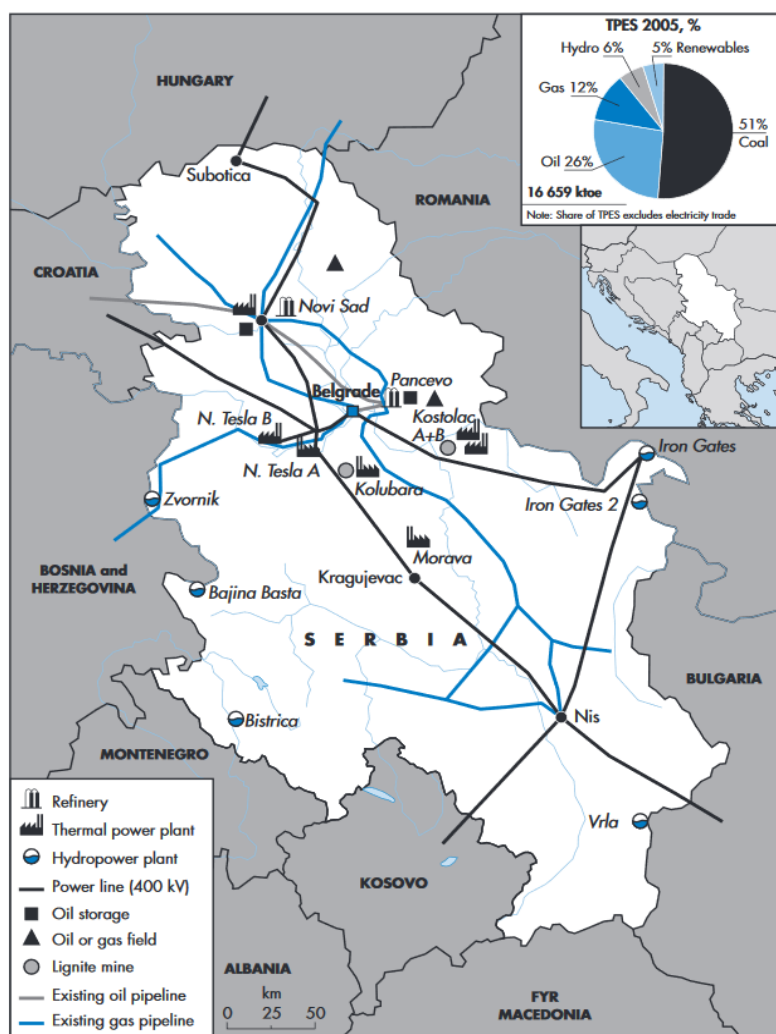 TPES 2005, %
Hydro 6%
5% Renewables
Gas 12%
51%
Coal
Oil 26%
16 659 ktoe
Note: Share of TPES excludes electricity trade
HUNGARY
Subotica
ROMANIA
CROATIA
Novi Sad
Belgrade
Pancevo
N. Tesla B
Kostolac
A+B
N. Tesla A
Iron Gates
Kolubara
Zvornik
Iron Gates 2
Morava
BOSNIA and
HERZEGOVINA
Kragujevac
Bajina Basta
SERBIA
BULGARIA
Bistrica
Nis
MONTENEGRO
Vrla
KOSOVO
ALBANIA
FYR
MACEDONIA
Refinery
Thermal power plant
Hydropower plant
Power line (400 kV)
Oil storage
Oil or gas field
Lignite mine
Existing oil pipeline
Existing gas pipeline
km
0 25 50